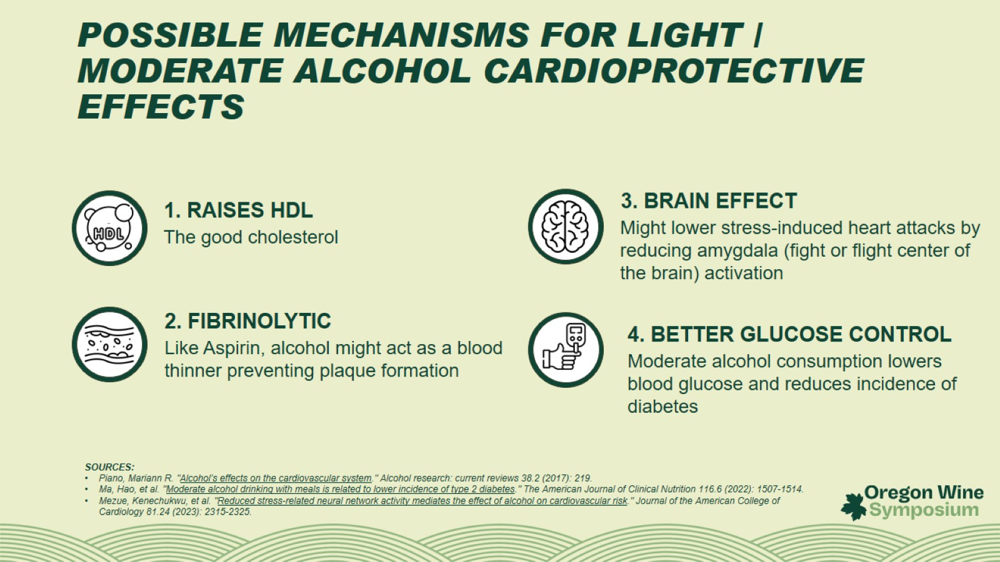 POSSIBLE MECHANISMS FOR LIGHT /
MODERATE ALCOHOL CARDIOPROTECTIVE
EFFECTS
HDL
1. RAISES HDL
The good cholesterol
2. FIBRINOLYTIC
Like Aspirin, alcohol might act as a blood
thinner preventing plaque formation
3. BRAIN EFFECT
Might lower stress-induced heart attacks by
reducing amygdala (fight or flight center of
the brain) activation
4. BETTER GLUCOSE CONTROL
Moderate alcohol consumption lowers
blood glucose and reduces incidence of
diabetes
SOURCES:
• Piano, Mariann R. "Alcohol's effects on the cardiovascular system." Alcohol research: current reviews 38.2 (2017): 219.
• Ma, Hao, et al. "Moderate alcohol drinking with meals is related to lower incidence of type 2 diabetes." The American Journal of Clinical Nutrition 116.6 (2022): 1507-1514.
• Mezue, Kenechukwu, et al. "Reduced stress-related neural network activity mediates the effect of alcohol on cardiovascular risk." Journal of the American College of
Cardiology 81.24 (2023): 2315-2325.
Oregon Wine
Symposium